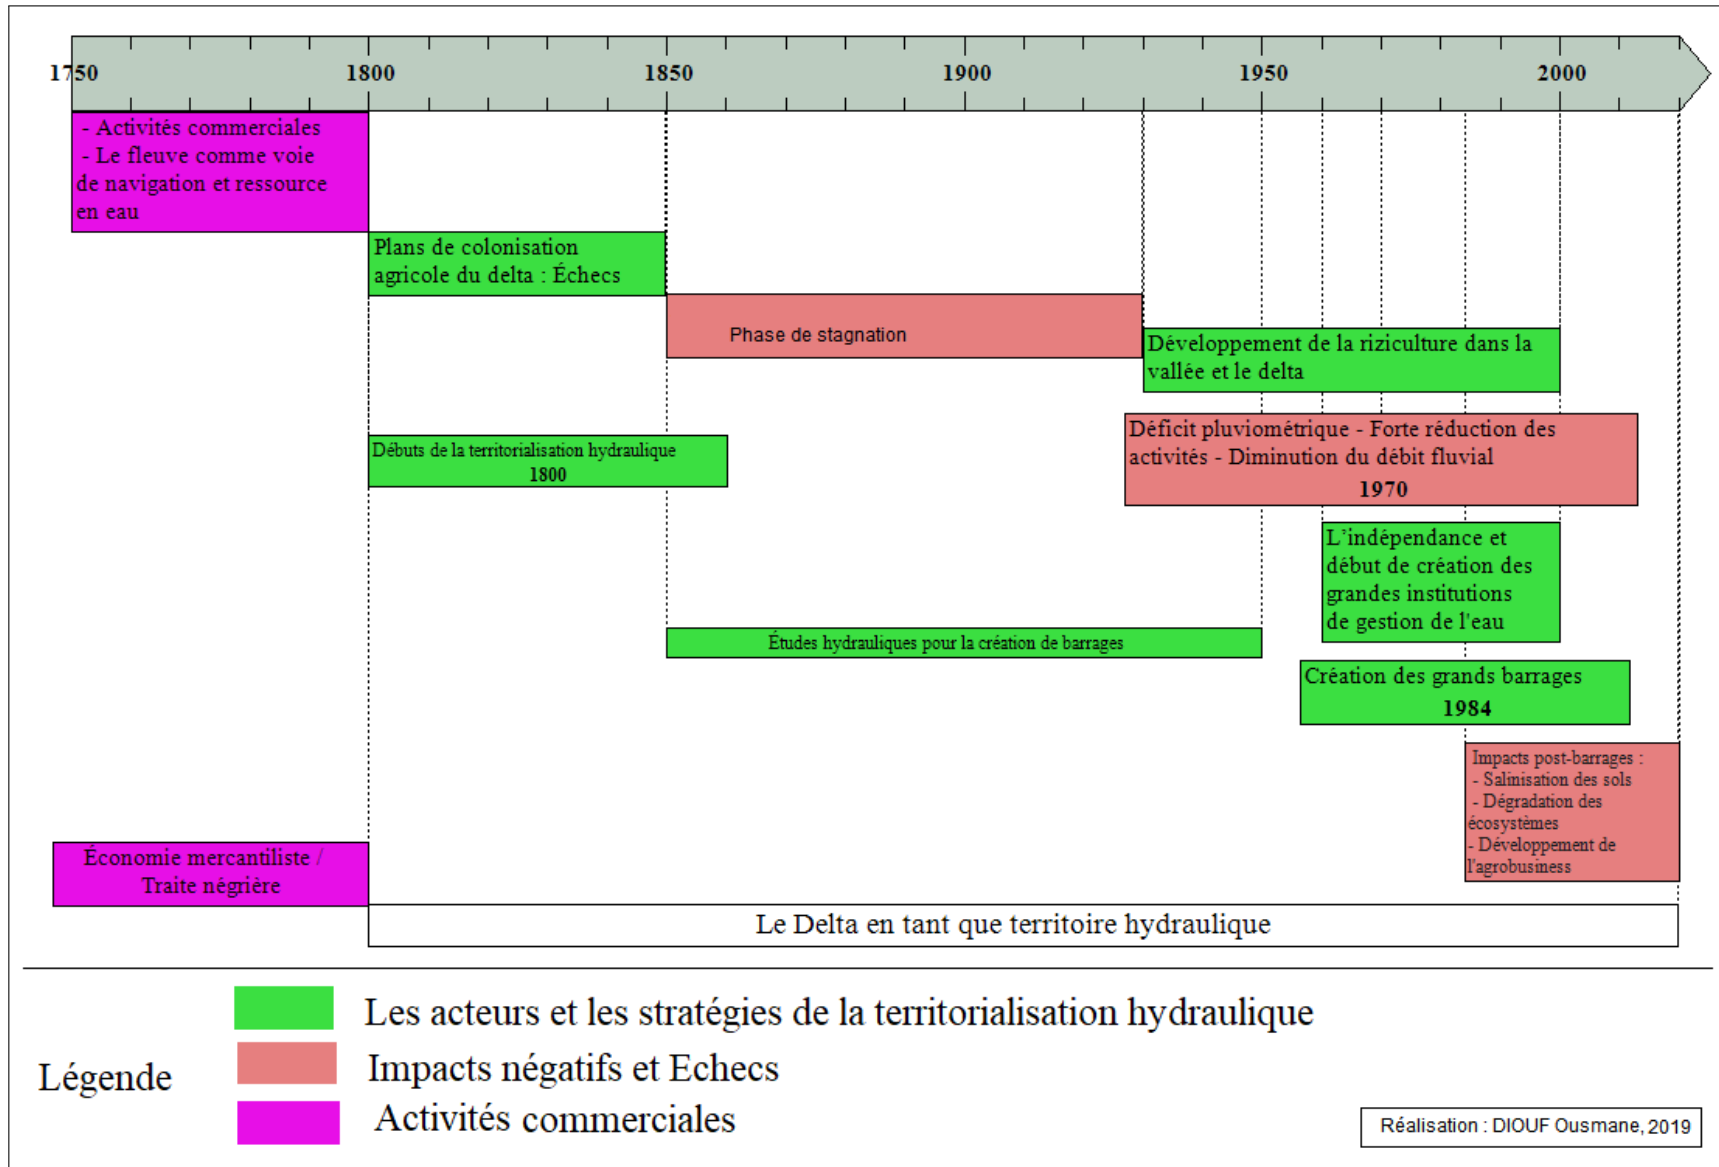 1750 1800 1850 1900 1950 2000
- Activités commerciales
- Le fleuve comme voie
de navigation et ressource
en eau
Plans de colonisation
agricole du delta : Échecs
Phase de stagnation
Développement de la riziculture dans la
vallée et le delta
Déficit pluviométrique - Forte réduction des
activités - Diminution du débit fluvial
1970
Débuts de la territorialisation hydraulique
1800
L'indépendance et
début de création des
grandes institutions
de gestion de l'eau
Études hydrauliques pour la création de barrages
Création des grands barrages
1984
Impacts post-barrages :
- Salinisation des sols
- Dégradation des
écosystèmes
- Développement de
l'agrobusiness
Économie mercantiliste /
Traite négrière
Le Delta en tant que territoire hydraulique
Légende
Les acteurs et les stratégies de la territorialisation hydraulique
Impacts négatifs et Echecs
Activités commerciales
Réalisation : DIOUF Ousmane, 2019